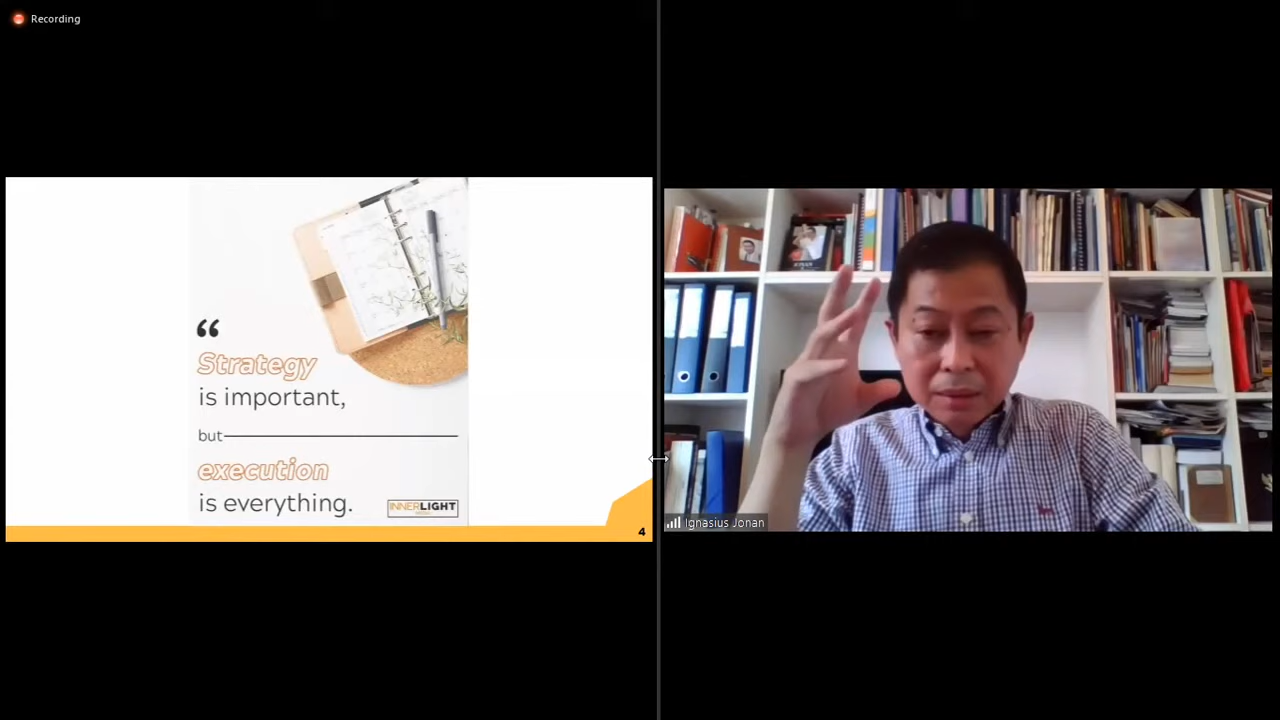 Recording
“
Strategy
is important,
but
execution
is everything.
INNERLIGHT
4
Ignasius Jonan